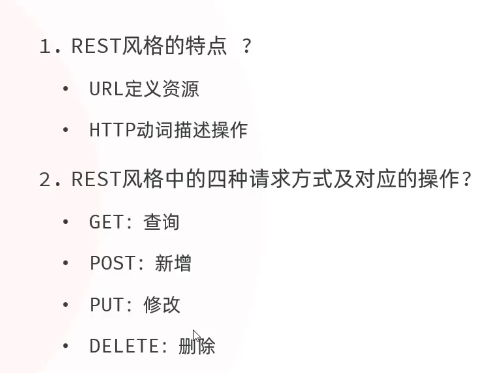 1. REST风格的特点 ?
• URL定义资源
• HTTP动词描述操作
2. REST风格中的四种请求方式及对应的操作?
• GET: 查询
• POST: 新增
• PUT: 修改
• DELETE: 删除